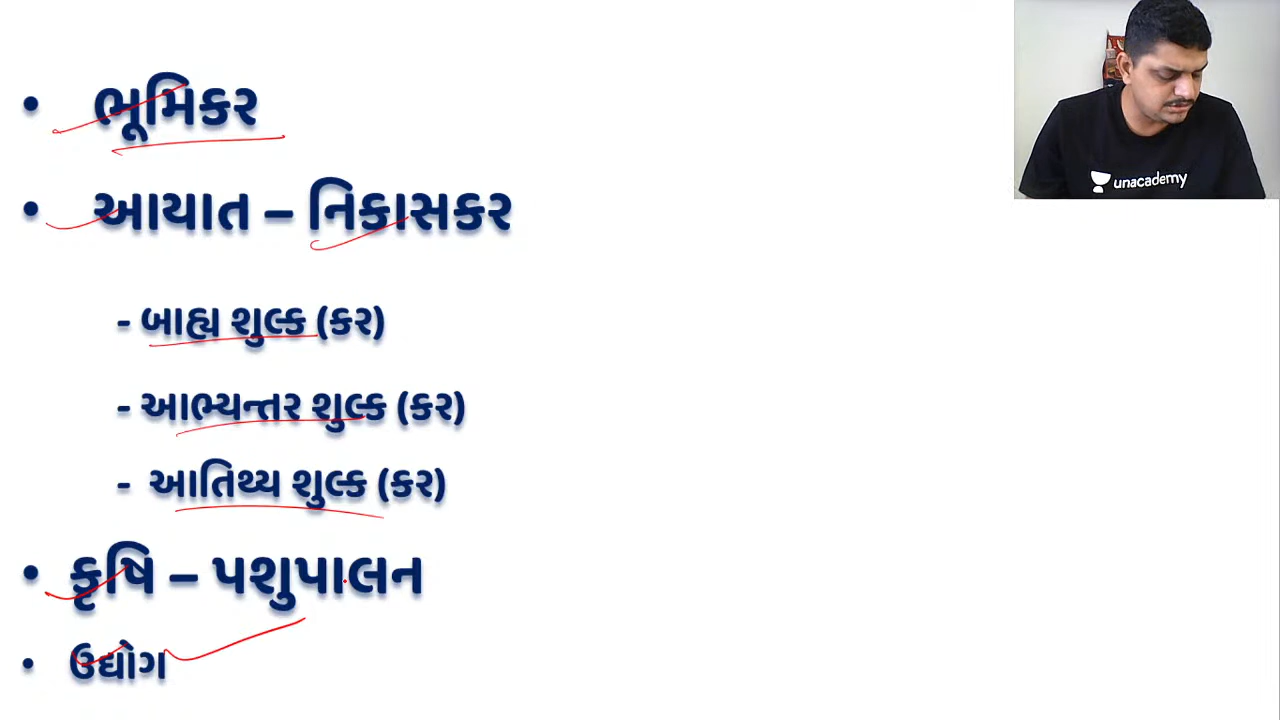 • ભૂમિકર
• આયાત – નિકાસકર
- બાહ્ય શુલ્ક (કર)
- આભ્યન્તર શુલ્ક (કર)
- આતિથ્ય શુલ્ક (કર)
• કૃષિ – પશુપાલન
• ઉદ્યોગ
unacademy